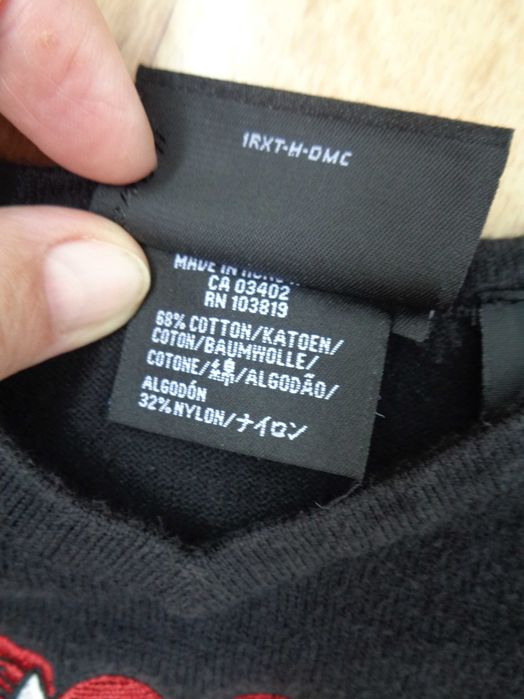 1RXT-H-DMC
MADE IN
CA 03402
RN 103819
68% COTTON/KATOEN/
COTON/BAUMWOLLE/
COTONE/綿/ALGODÃO/
ALGODÓN
32% NYLON/ナイロン